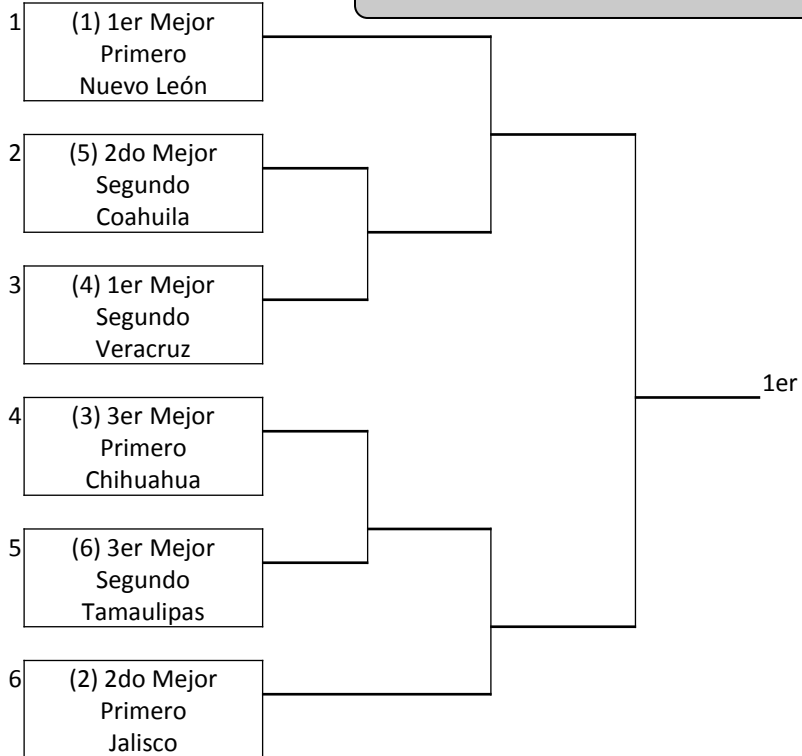 1
(1) 1er Mejor
Primero
Nuevo León
2
(5) 2do Mejor
Segundo
Coahuila
3
(4) 1er Mejor
Segundo
Veracruz
1er
4
(3) 3er Mejor
Primero
Chihuahua
5
(6) 3er Mejor
Segundo
Tamaulipas
6
(2) 2do Mejor
Primero
Jalisco